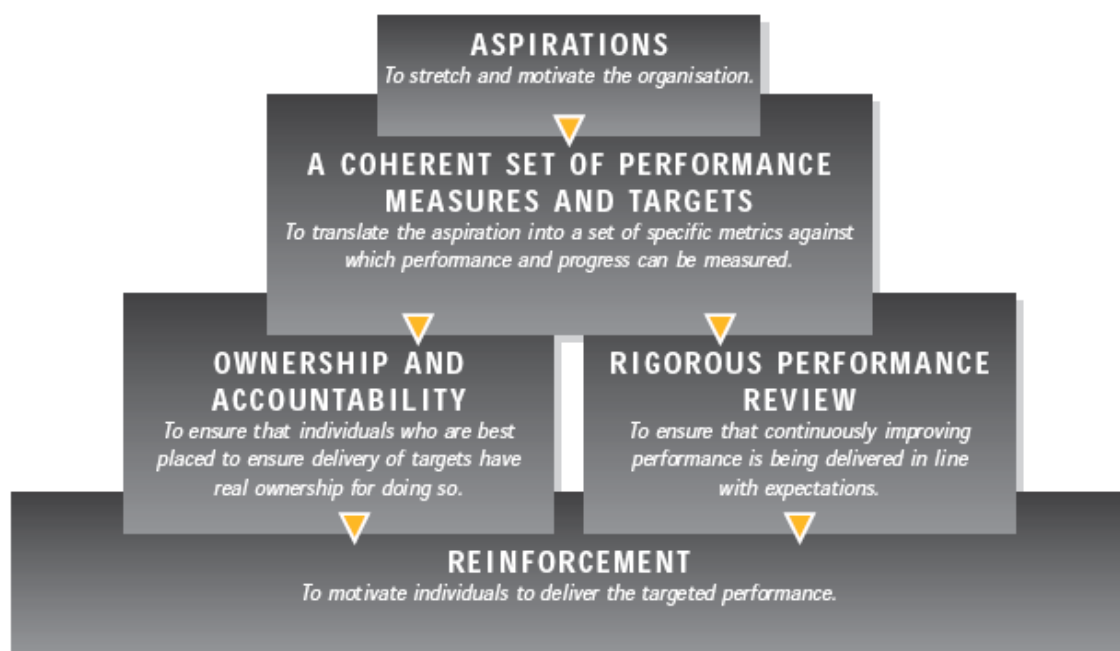 ASPIRATIONS
To stretch and motivate the organisation.
A COHERENT SET OF PERFORMANCE
MEASURES AND TARGETS
To translate the aspiration into a set of specific metrics against
which performance and progress can be measured.
OWNERSHIP AND
ACCOUNTABILITY
To ensure that individuals who are best
placed to ensure delivery of targets have
real ownership for doing so.
RIGOROUS PERFORMANCE
REVIEW
To ensure that continuously improving
performance is being delivered in line
with expectations.
REINFORCEMENT
To motivate individuals to deliver the targeted performance.